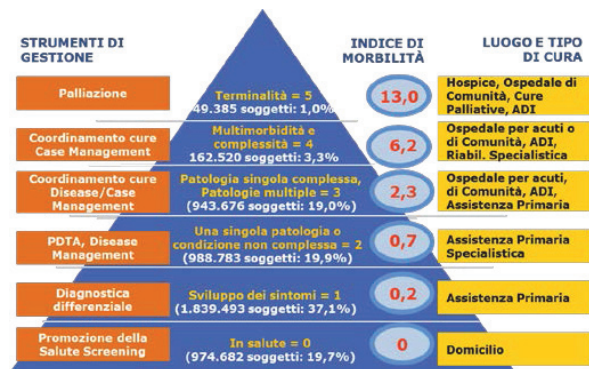 STRUMENTI DI
GESTIONE
INDICE DI
MORBILITÀ
LUOGO E TIPO
DI CURA
Palliazione
Terminalità = 5
49.385 soggetti: 1,0%
13,0
Hospice, Ospedale di
Comunità, Cure
Palliative, ADI
Coordinamento cure
Case Management
Multimorbidità e
complessità = 4
162.520 soggetti: 3,3%
6,2
Ospedale per acuti o
di Comunità, ADI,
Riabil. Specialistica
Coordinamento cure
Disease/Case
Management
Patologia singola complessa,
Patologie multiple = 3
(943.676 soggetti: 19,0%)
2,3
Ospedale per acuti,
di Comunità, ADI,
Assistenza Primaria
PDTA, Disease
Management
Una singola patologia o
condizione non complessa = 2
(988.783 soggetti: 19,9%)
0,7
Assistenza Primaria
Specialistica
Diagnostica
differenziale
Sviluppo dei sintomi = 1
(1.839.493 soggetti: 37,1%)
0,2
Assistenza Primaria
Promozione della
Salute Screening
In salute = 0
(974.682 soggetti: 19,7%)
0
Domicilio